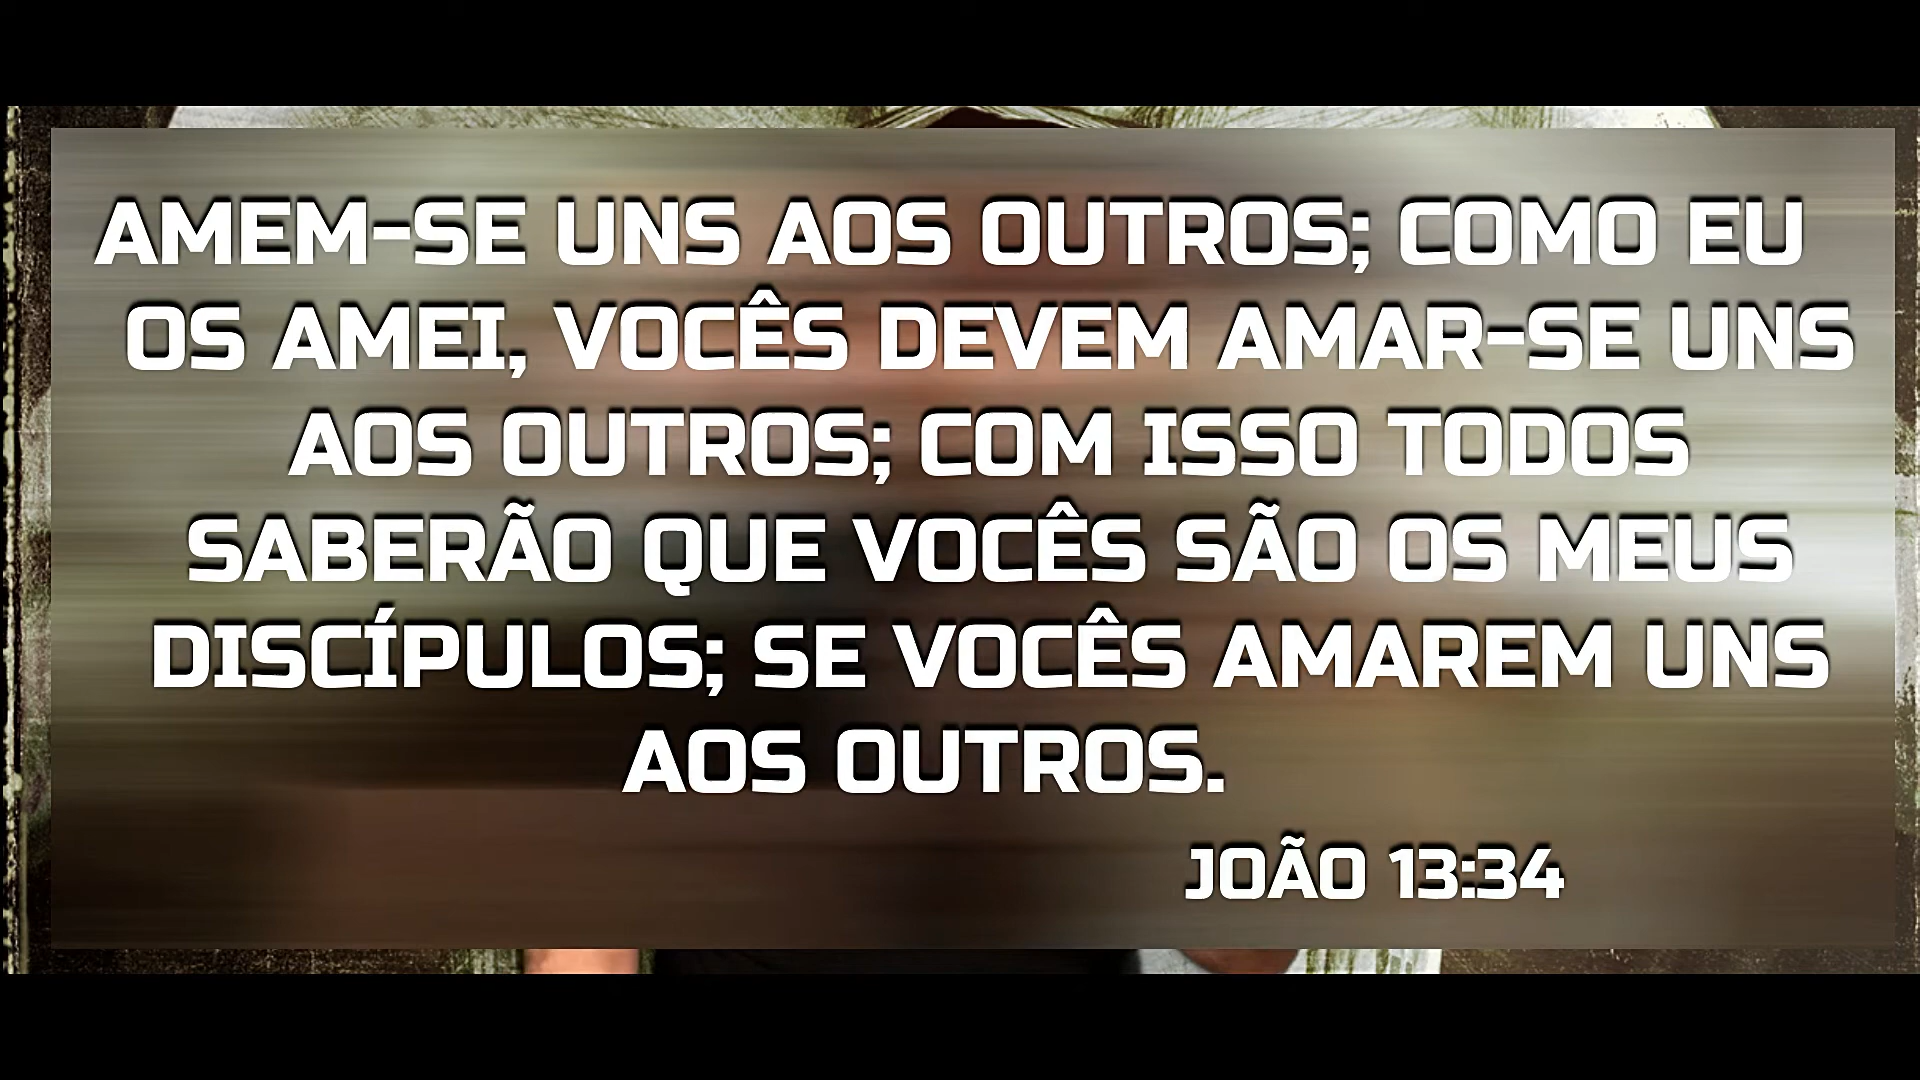 AMEM-SE UNS AOS OUTROS; COMO EU
OS AMEI, VOCÊS DEVEM AMAR-SE UNS
AOS OUTROS; COM ISSO TODOS
SABERÃO QUE VOCÊS SÃO OS MEUS
DISCÍPULOS; SE VOCÊS AMAREM UNS
AOS OUTROS.
JOÃO 13:34